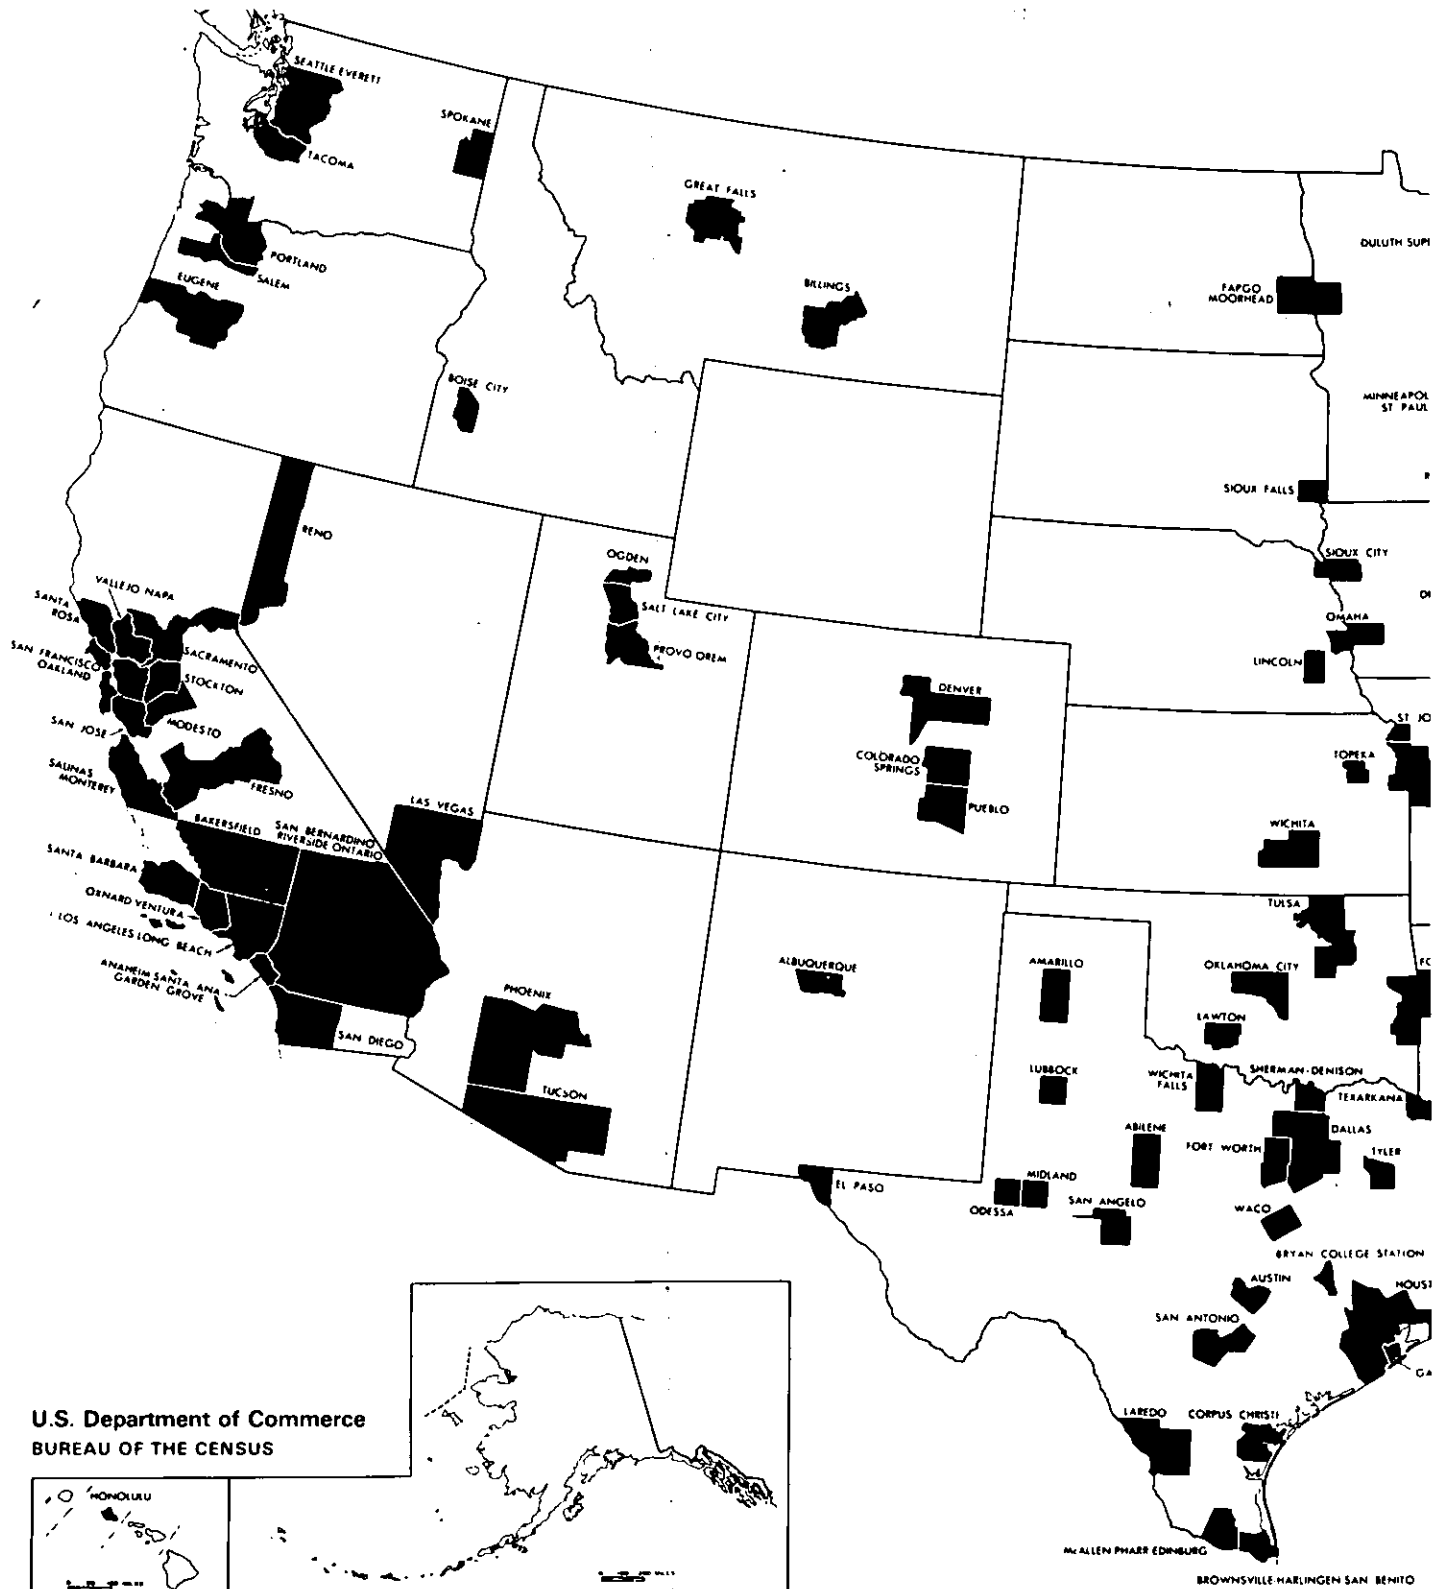 SEATTLE EVERETT
SPOKANE
TACOMA
GREAT FALLS
DULUTH SUP
PORTLAND
SALEM
EUGENE
BILLINGS
FARGO
MOORHEAD
BOISE CITY
MINNEAPOL
ST PAUL
SIOUX FALLS
RENO
OGDEN
SIOUX CITY
VALLEJO NAPA
SANTA
ROSA
SALT LAKE CITY
OMAHA
SAN FRANCISCO
OAKLAND
SACRAMENTO
PROVO OREM
LINCOLN
STOCKTON
DENVER
SAN JOSE
MODESTO
ST JO
COLORADO
SPRINGS
TOPEKA
SALINAS
MONTEREY
FRESNO
PUEBLO
LAS VEGAS
BAKERSFIELD
SAN BERNARDINO
RIVERSIDE ONTARIO
WICHITA
SANTA BARBARA
OXNARD VENTURA
TULSA
LOS ANGELES LONG BEACH
ANAHEIM SANTA ANA
GARDEN GROVE
ALBUQUERQUE
AMARILLO
OKLAHOMA CITY
FO
PHOENIX
LAWTON
SAN DIEGO
LUBBOCK
WICHITA
FALLS
SHERMAN-DENISON
TUCSON
TEXARKANA
ABILENE
DALLAS
FORT WORTH
TYLER
EL PASO
MIDLAND
ODESSA
SAN ANGELO
WACO
BRYAN COLLEGE STATION
AUSTIN
HOUST
SAN ANTONIO
GA
LAREDO
CORPUS CHRISTI
U.S. Department of Commerce
BUREAU OF THE CENSUS
HONOLULU
McALLEN PHARR EDINBURG
BROWNSVILLE-HARLINGEN SAN BENITO